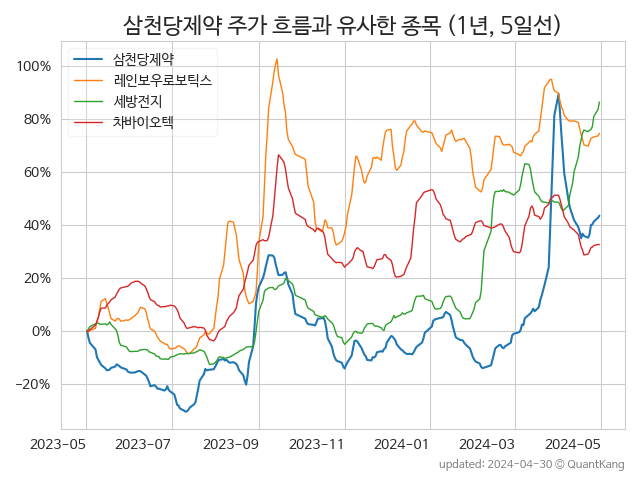 삼천당제약 주가 흐름과 유사한 종목 (1년, 5일선)
삼천당제약
레인보우로보틱스
세방전지
차바이오텍
100%
80%
60%
40%
20%
0%
−20%
2023-05 2023-07 2023-09 2023-11 2024-01 2024-03 2024-05
updated: 2024-04-30 © QuantKang